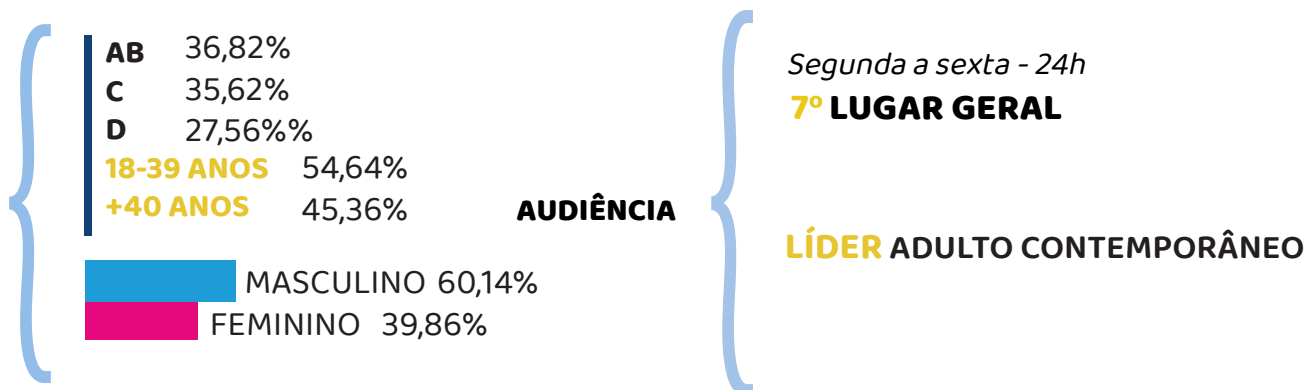 AB 36,82%
C 35,62%
D 27,56%%
18-39 ANOS 54,64%
+40 ANOS 45,36%
MASCULINO 60,14%
FEMININO 39,86%
AUDIÊNCIA
Segunda a sexta - 24h
7º LUGAR GERAL
LÍDER ADULTO CONTEMPORÂNEO